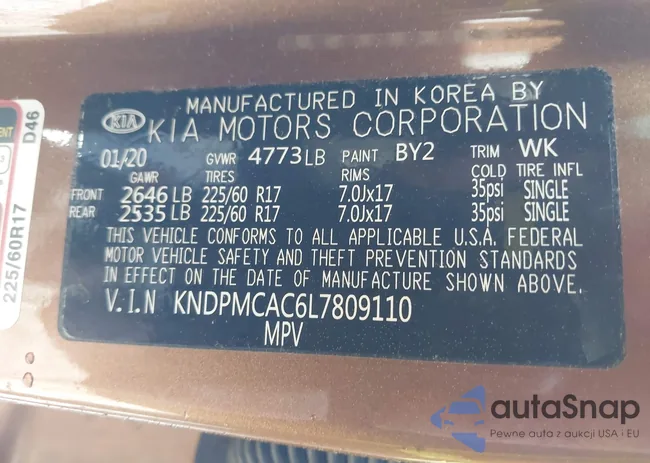 MANUFACTURED IN KOREA BY
KIA KIA MOTORS CORPORATION
01/20 GVWR 4773 LB PAINT BY2 TRIM WK
GAWR TIRES RIMS COLD TIRE INFL
FRONT 2646 LB 225/60 R17 7.0Jx17 35psi SINGLE
REAR 2535 LB 225/60 R17 7.0Jx17 35psi SINGLE
THIS VEHICLE CONFORMS TO ALL APPLICABLE U.S.A. FEDERAL
MOTOR VEHICLE SAFETY AND THEFT PREVENTION STANDARDS
IN EFFECT ON THE DATE OF MANUFACTURE SHOWN ABOVE.
V.I.N KNDPMCAC6L7809110
MPV
D46
225/60R17
autaSnap
Pewne auta z aukcji USA i EU